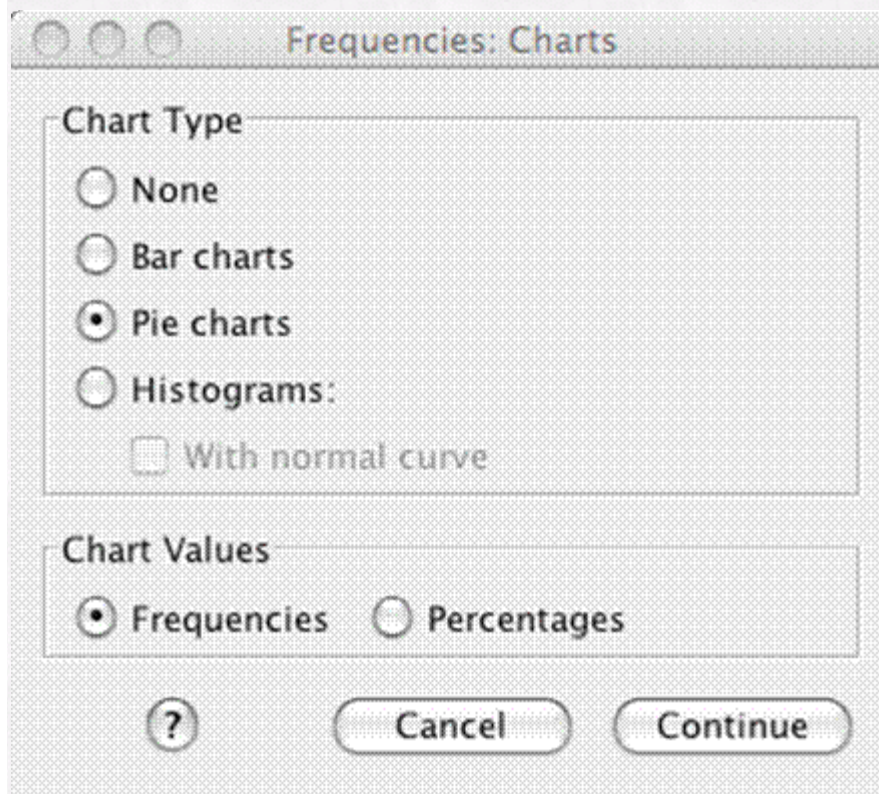 Frequencies: Charts
Chart Type
None
Bar charts
Pie charts
Histograms:
With normal curve
Chart Values
Frequencies Percentages
? Cancel Continue